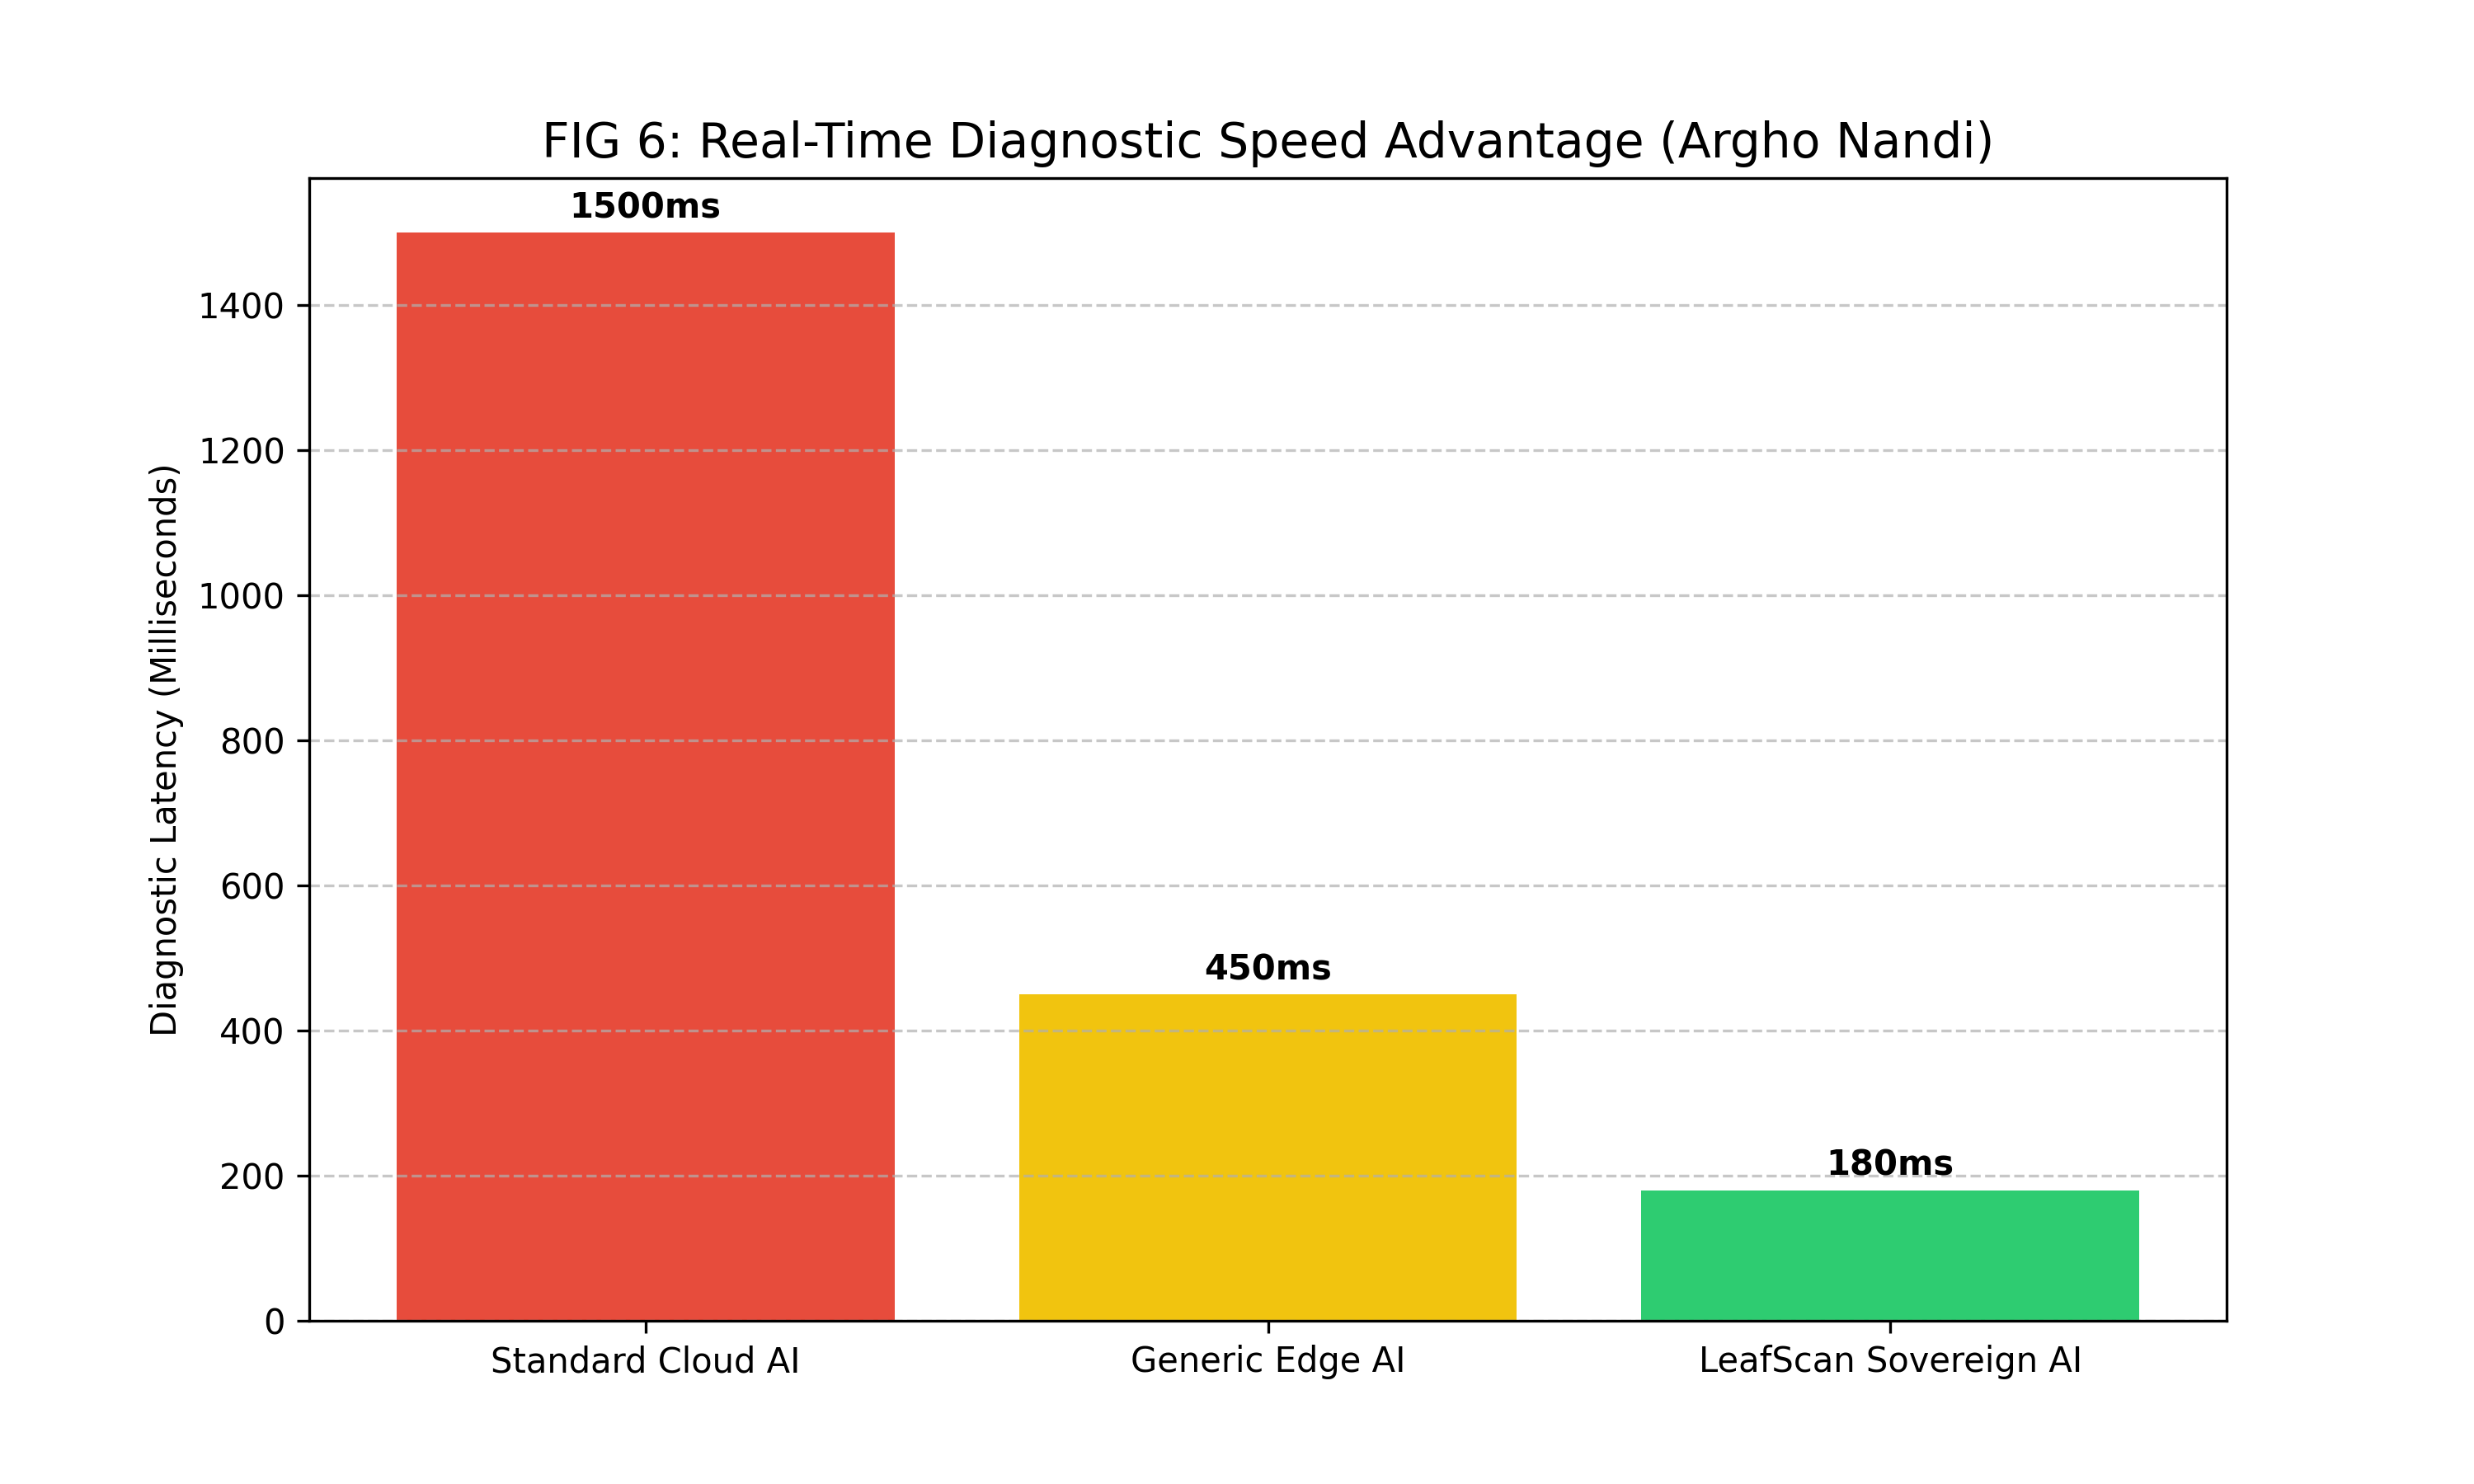 FIG 6: Real-Time Diagnostic Speed Advantage (Argho Nandi)
1500ms
450ms
180ms
Diagnostic Latency (Milliseconds)
1400
1200
1000
800
600
400
200
0
Standard Cloud AI
Generic Edge AI
LeafScan Sovereign AI